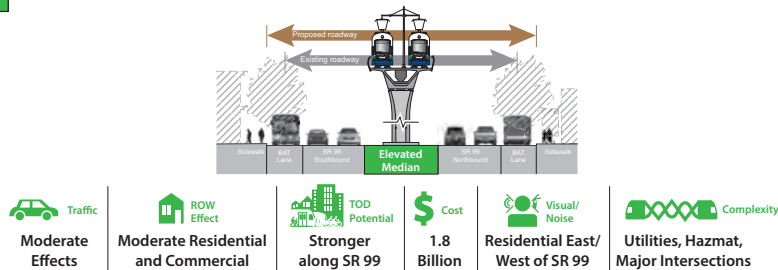 Proposed roadway
Existing roadway
Sidewalk
BAT
Lane
SR 99
Southbound
Elevated
Median
SR 99
Northbound
BAT
Lane
Sidewalk
Traffic
Moderate
Effects
ROW
Effect
Moderate Residential
and Commercial
TOD
Potential
Stronger
along SR 99
Cost
1.8
Billion
Visual/
Noise
Residential East/
West of SR 99
Complexity
Utilities, Hazmat,
Major Intersections